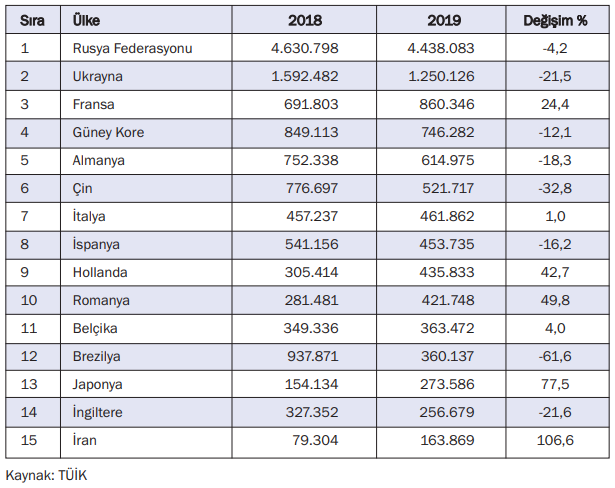 Sıra Ülke 2018 2019 Değişim %
1 Rusya Federasyonu 4.630.798 4.438.083 -4,2
2 Ukrayna 1.592.482 1.250.126 -21,5
3 Fransa 691.803 860.346 24,4
4 Güney Kore 849.113 746.282 -12,1
5 Almanya 752.338 614.975 -18,3
6 Çin 776.697 521.717 -32,8
7 İtalya 457.237 461.862 1,0
8 İspanya 541.156 453.735 -16,2
9 Hollanda 305.414 435.833 42,7
10 Romanya 281.481 421.748 49,8
11 Belçika 349.336 363.472 4,0
12 Brezilya 937.871 360.137 -61,6
13 Japonya 154.134 273.586 77,5
14 İngiltere 327.352 256.679 -21,6
15 İran 79.304 163.869 106,6
Kaynak: TÜİK